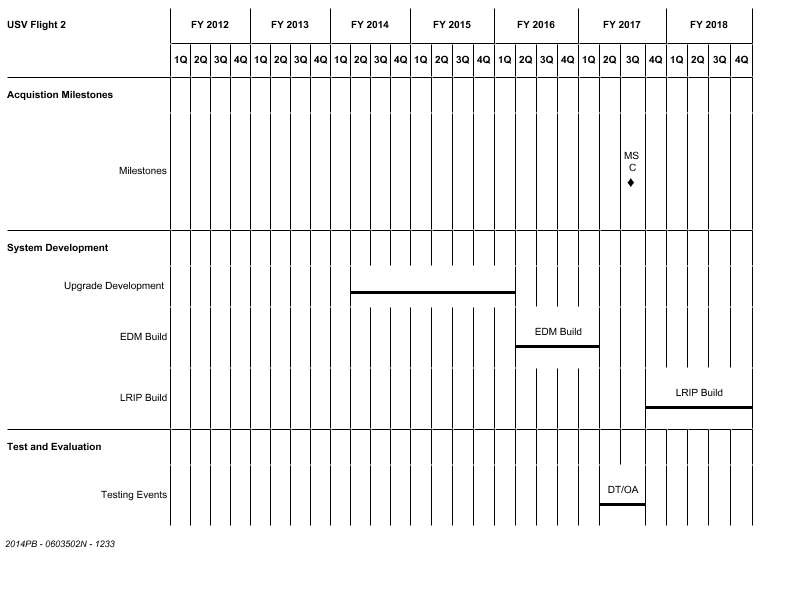 USV Flight 2 FY 2012 FY 2013 FY 2014 FY 2015 FY 2016 FY 2017 FY 2018
1Q 2Q 3Q 4Q 1Q 2Q 3Q 4Q 1Q 2Q 3Q 4Q 1Q 2Q 3Q 4Q 1Q 2Q 3Q 4Q 1Q 2Q 3Q 4Q 1Q 2Q 3Q 4Q
Acquistion Milestones
MS
C
Milestones
System Development
Upgrade Development
EDM Build
EDM Build
LRIP Build
LRIP Build
Test and Evaluation
DT/OA
Testing Events
2014PB - 0603502N - 1233